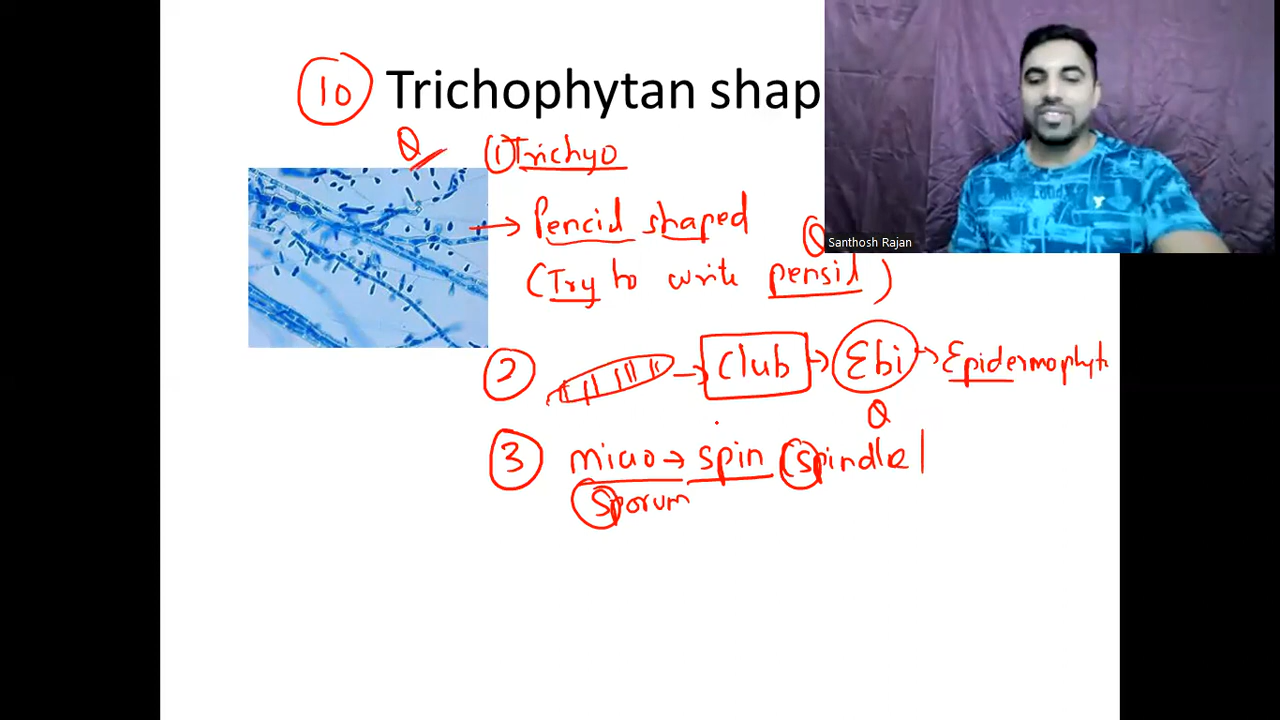 10 Trichophytan shap
Q ① Trichyo
→ Pencil shaped
Q
(Try to write pensil)
Santhosh Rajan
② → Club → Ebi → Epidermophyt
Q
③ micro → spin (spindle)
sporum